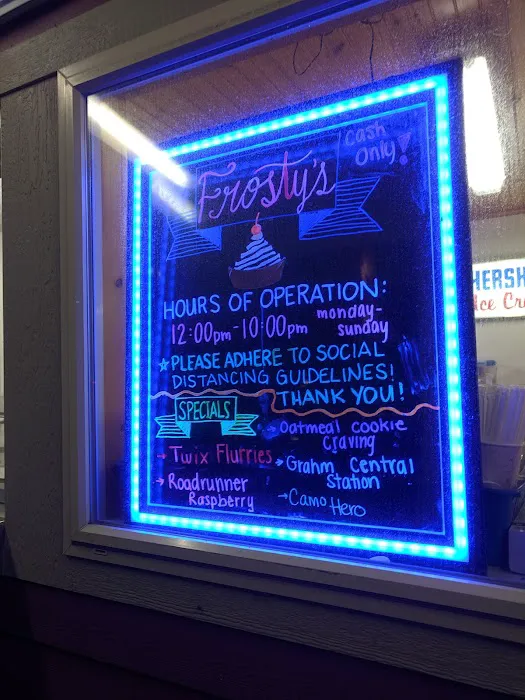 Cash
Only!
Frosty's
HOURS OF OPERATION:
12:00pm-10:00pm
monday-
sunday
☆PLEASE ADHERE TO SOCIAL
DISTANCING GUIDELINES!
THANK YOU!
SPECIALS
→ Twix Flurries
→ Roadrunner
Raspberry
→ Oatmeal cookie
craving
→ Grahm Central
Station
→ Camo Hero
HERSH
Ice Cr